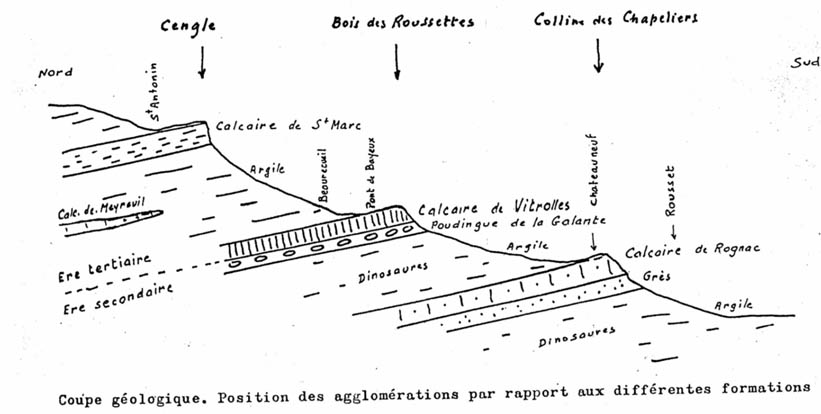 Cengle
Bois des Roussettes
Colline des Chapeliers
Nord
Sud
St Antonin
Calcaire de St Marc
Argile
Beaurecueil
Pont de Bayeux
Chateauneuf
Rousset
Calc. de Meyreuil
Calcaire de Vitrolles
Poudingue de la Galante
Argile
Calcaire de Rognac
Ere tertiaire
Grès
Dinosaures
Ere secondaire
Argile
Dinosaures
Coupe géologique. Position des agglomérations par rapport aux différentes formations